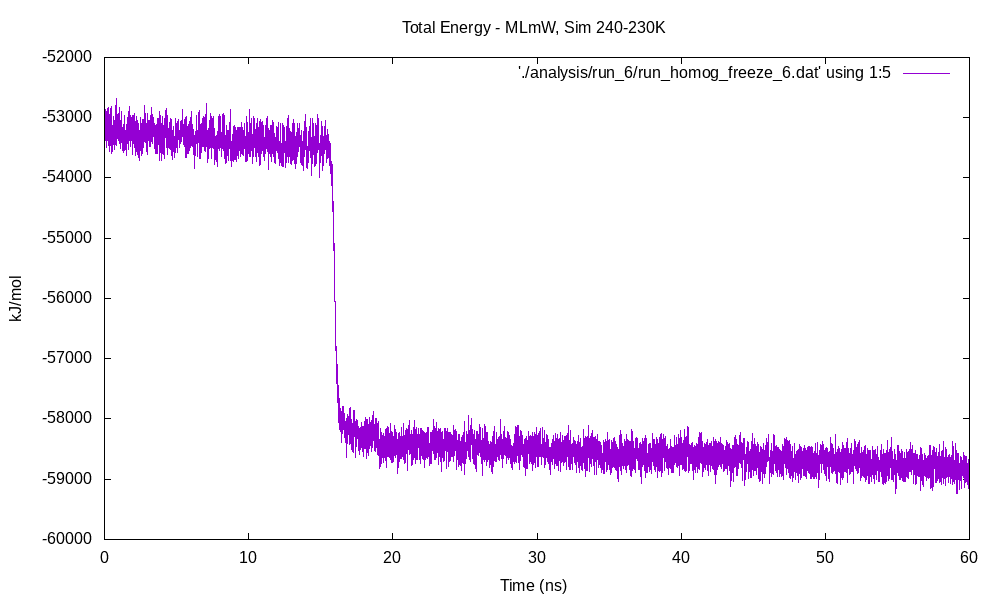 Total Energy - MLmW, Sim 240-230K
'./analysis/run_6/run_homog_freeze_6.dat' using 1:5
-52000
-53000
-54000
-55000
-56000
-57000
-58000
-59000
-60000
kJ/mol
0 10 20 30 40 50 60
Time (ns)